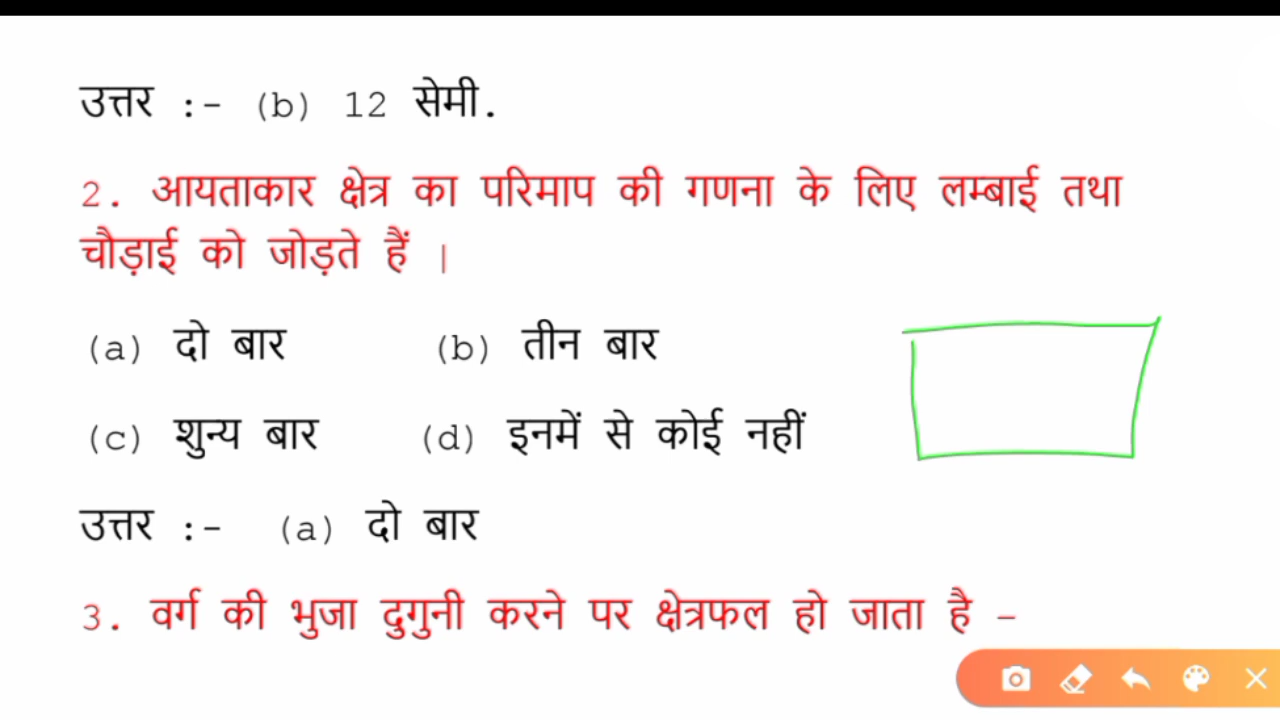 उत्तर :- (b) 12 सेमी.
2. आयताकार क्षेत्र का परिमाप की गणना के लिए लम्बाई तथा
चौड़ाई को जोड़ते हैं |
(a) दो बार (b) तीन बार
(c) शुन्य बार (d) इनमें से कोई नहीं
उत्तर :- (a) दो बार
3. वर्ग की भुजा दुगुनी करने पर क्षेत्रफल हो जाता है -